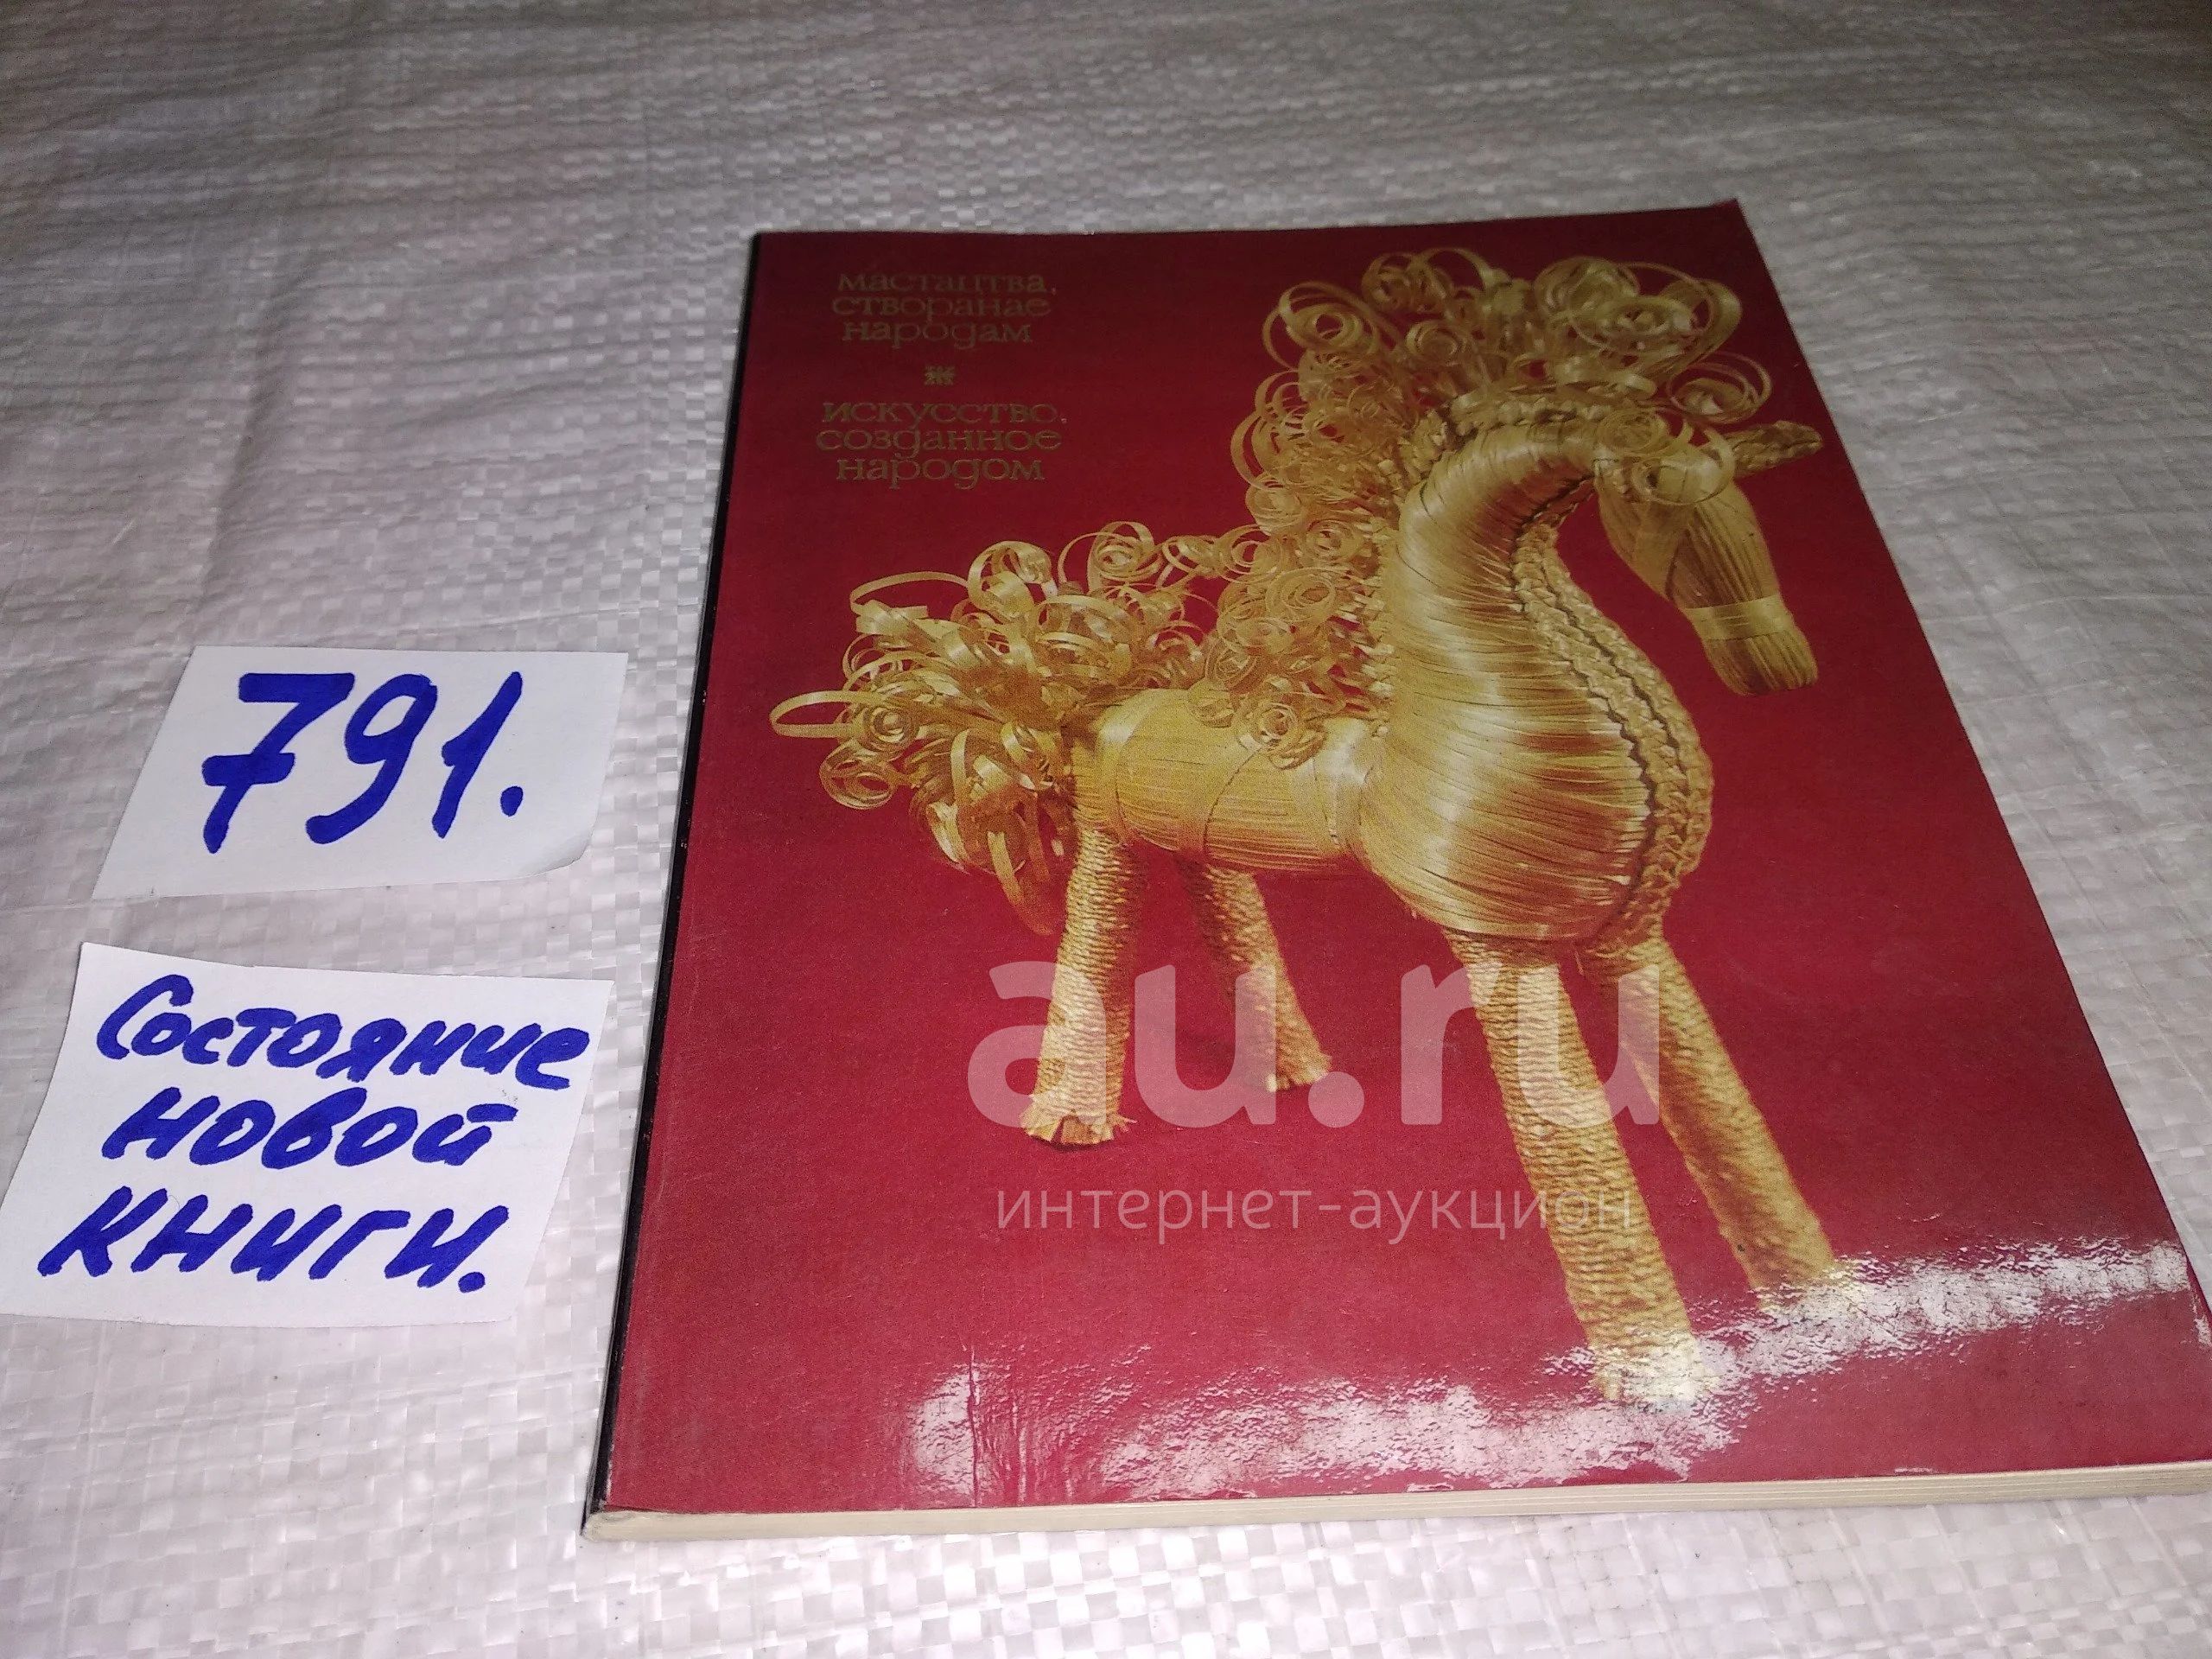 мастацтва,
створанае
народам
искусство,
созданное
народом
791.
Состояние
новой
книги.
au.ru
интернет-аукцион